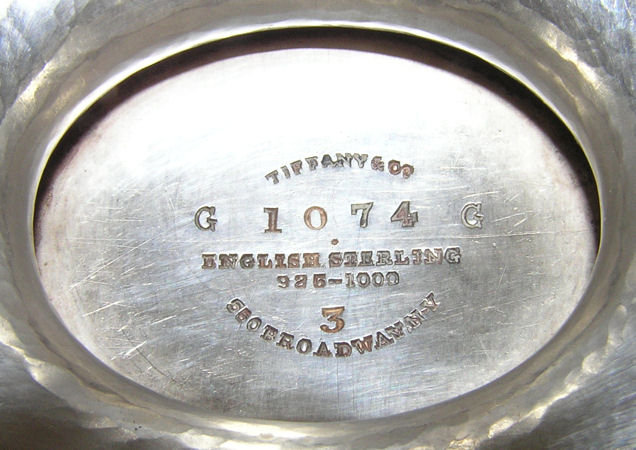 TIFFANY & Co
G 1074 G
ENGLISH STERLING
925-1000
3
550 BROADWAY N.Y